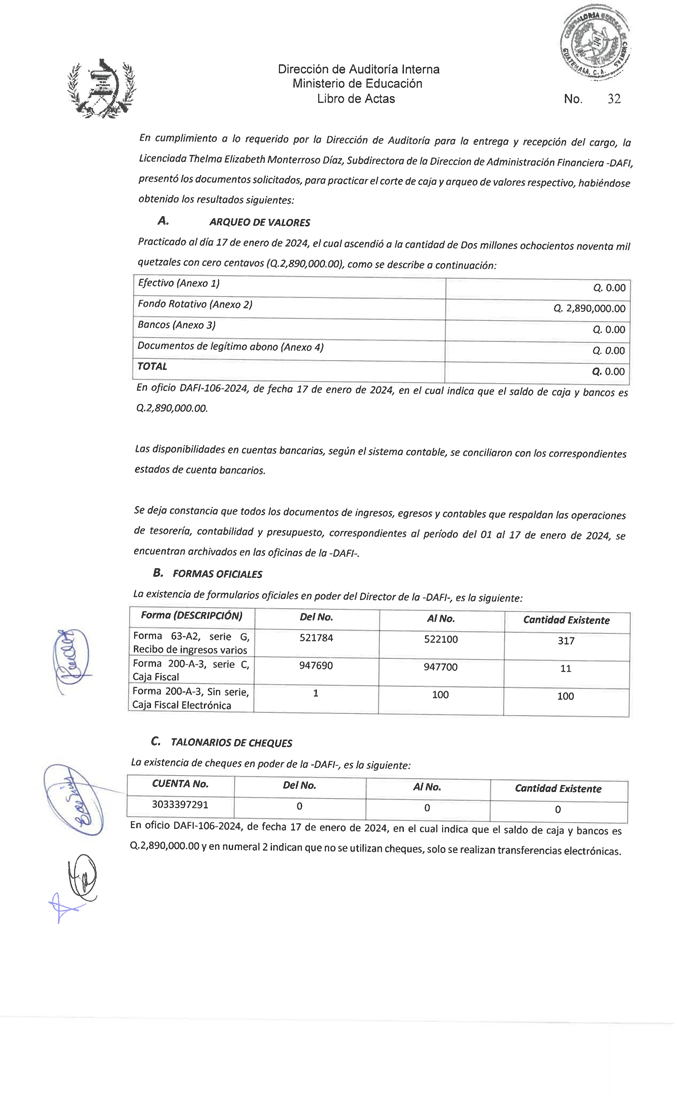 CONTRALORIA GENERAL DE CUENTAS
GUATEMALA, C.A.
Dirección de Auditoría Interna
Ministerio de Educación
Libro de Actas
No. 32
En cumplimiento a lo requerido por la Dirección de Auditoría para la entrega y recepción del cargo, la
Licenciada Thelma Elizabeth Monterroso Díaz, Subdirectora de la Direccion de Administración Financiera -DAFI,
presentó los documentos solicitados, para practicar el corte de caja y arqueo de valores respectivo, habiéndose
obtenido los resultados siguientes:
A. ARQUEO DE VALORES
Practicado al día 17 de enero de 2024, el cual ascendió a la cantidad de Dos millones ochocientos noventa mil
quetzales con cero centavos (Q.2,890,000.00), como se describe a continuación:
Efectivo (Anexo 1) Q. 0.00
Fondo Rotativo (Anexo 2) Q. 2,890,000.00
Bancos (Anexo 3) Q. 0.00
Documentos de legítimo abono (Anexo 4) Q. 0.00
TOTAL Q. 0.00
En oficio DAFI-106-2024, de fecha 17 de enero de 2024, en el cual indica que el saldo de caja y bancos es
Q.2,890,000.00.
Las disponibilidades en cuentas bancarias, según el sistema contable, se conciliaron con los correspondientes
estados de cuenta bancarios.
Se deja constancia que todos los documentos de ingresos, egresos y contables que respaldan las operaciones
de tesorería, contabilidad y presupuesto, correspondientes al período del 01 al 17 de enero de 2024, se
encuentran archivados en las oficinas de la -DAFI-.
B. FORMAS OFICIALES
La existencia de formularios oficiales en poder del Director de la -DAFI-, es la siguiente:
Forma (DESCRIPCIÓN) Del No. Al No. Cantidad Existente
Forma 63-A2, serie G, 521784 522100 317
Recibo de ingresos varios
Forma 200-A-3, serie C, 947690 947700 11
Caja Fiscal
Forma 200-A-3, Sin serie, 1 100 100
Caja Fiscal Electrónica
C. TALONARIOS DE CHEQUES
La existencia de cheques en poder de la -DAFI-, es la siguiente:
CUENTA No. Del No. Al No. Cantidad Existente
3033397291 0 0 0
En oficio DAFI-106-2024, de fecha 17 de enero de 2024, en el cual indica que el saldo de caja y bancos es
Q.2,890,000.00 y en numeral 2 indican que no se utilizan cheques, solo se realizan transferencias electrónicas.